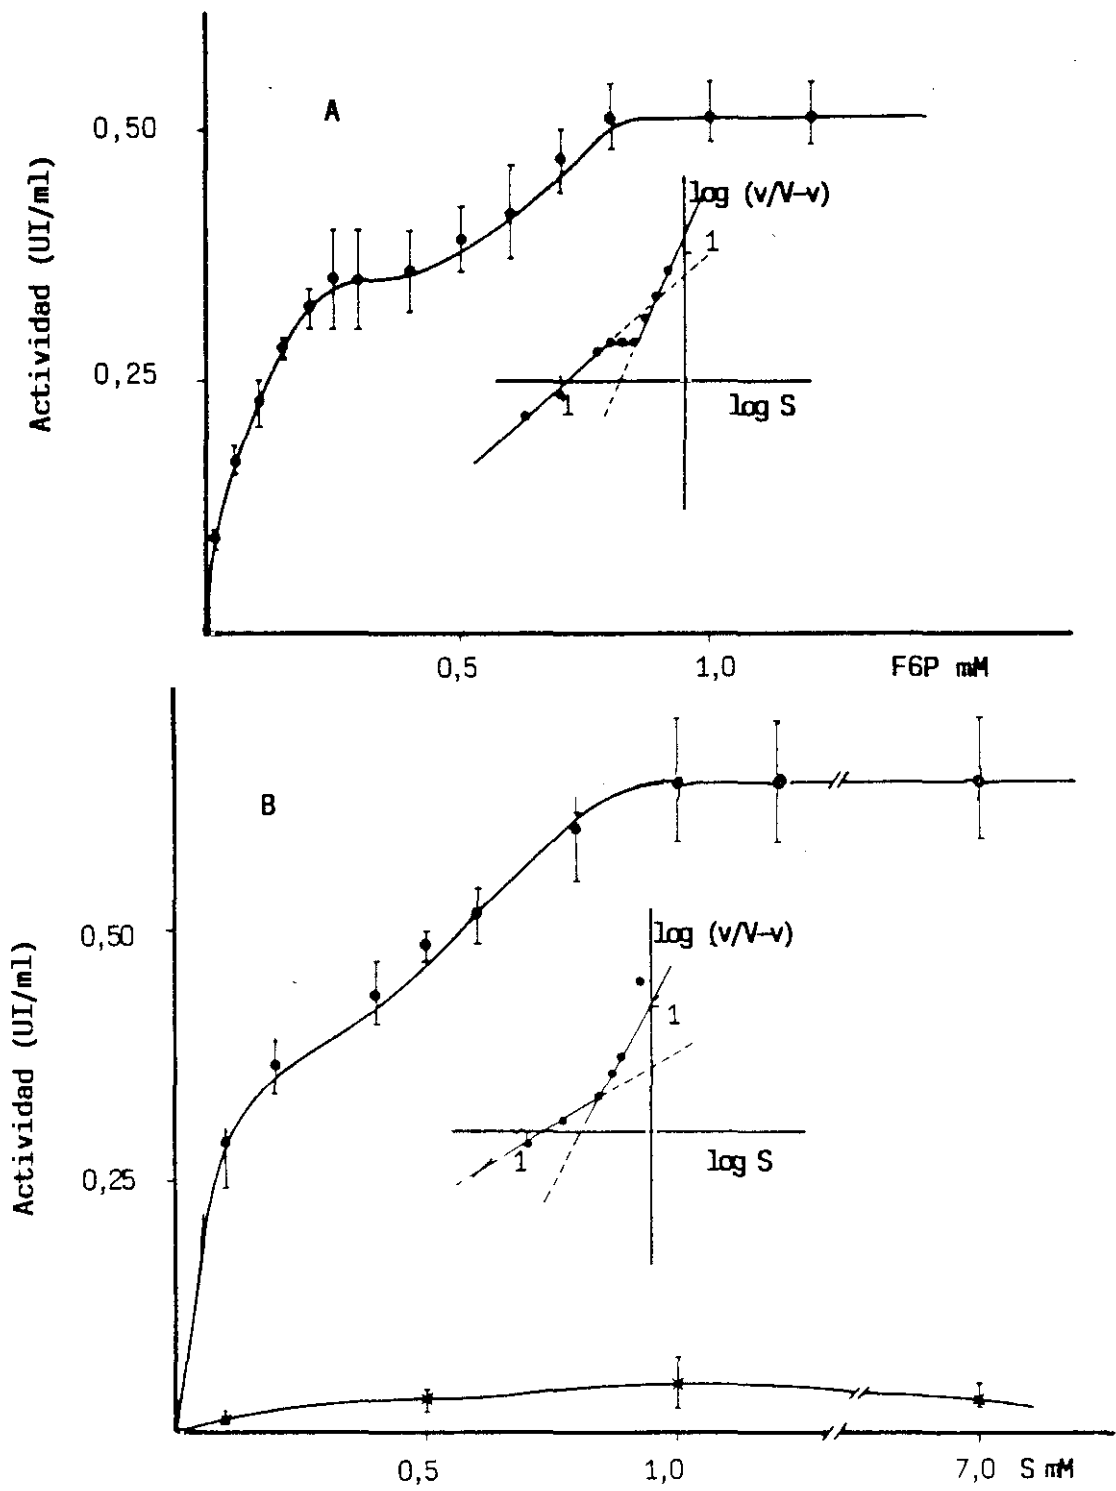 A
0,50
Actividad (UI/ml)
log (v/V-v)
1
0,25
1
log S
0,5
1,0
F6P mM
B
0,50
Actividad (UI/ml)
log (v/V-v)
1
0,25
1
log S
0,5
1,0
7,0
S mM